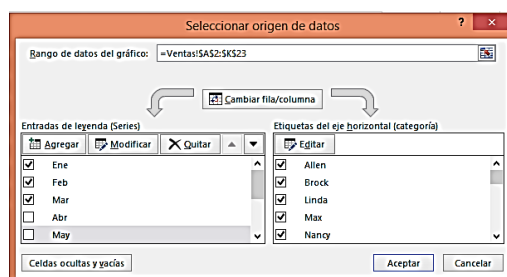 Seleccionar origen de datos ? ×
Rango de datos del gráfico: =Ventas!$A$2:$K$23
Cambiar fila/columna
Entradas de leyenda (Series)
Agregar Modificar Quitar
Ene
Feb
Mar
Abr
May
Etiquetas del eje horizontal (categoría)
Editar
Allen
Brock
Linda
Max
Nancy
Celdas ocultas y vacías
Aceptar Cancelar